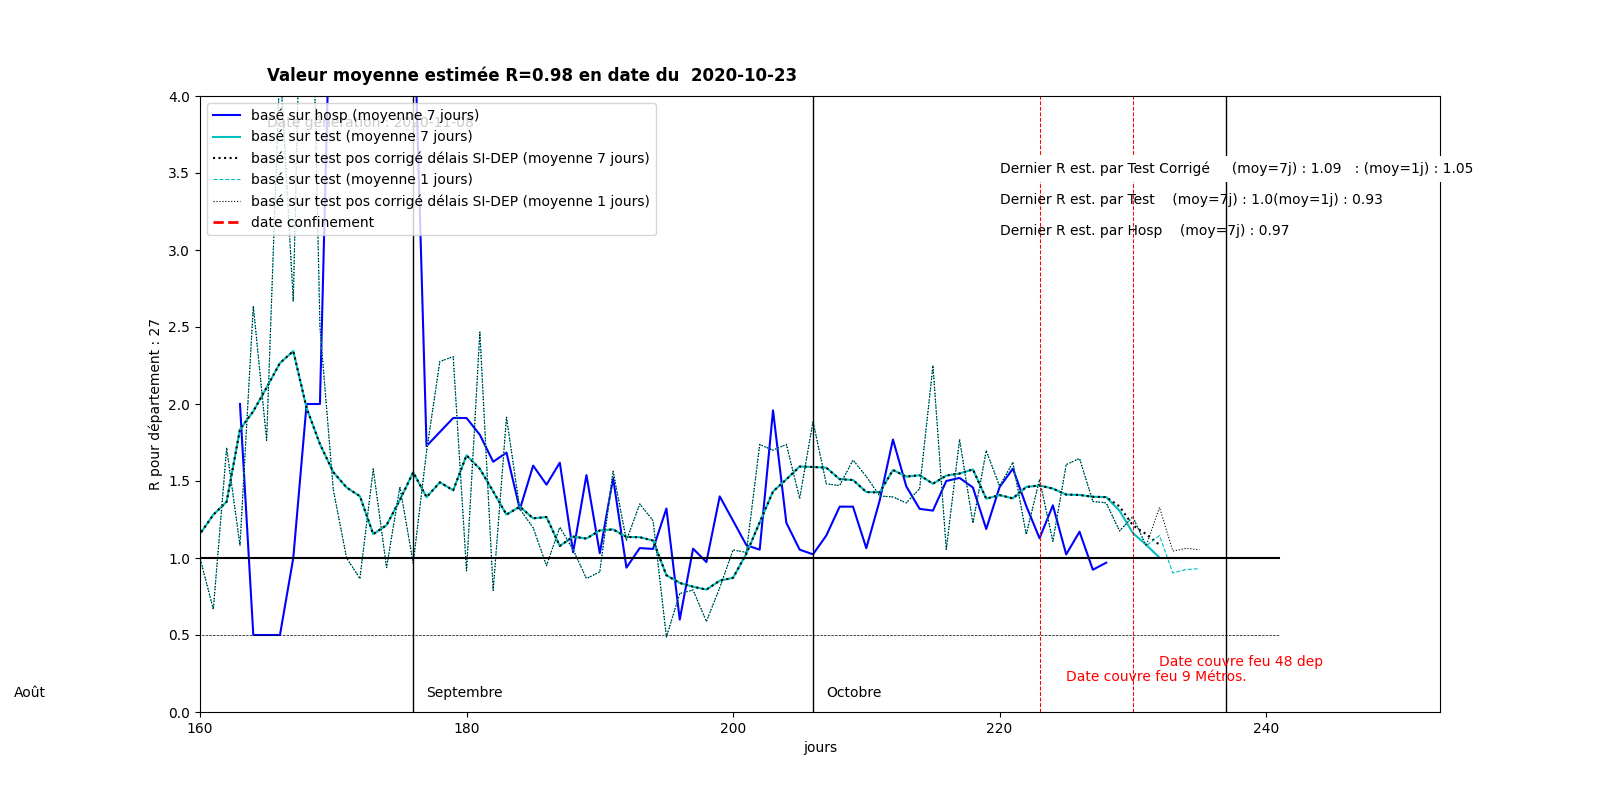 Valeur moyenne estimée R=0.98 en date du  2020-10-23
Date génération : 2020-11-08
basé sur hosp (moyenne 7 jours)
basé sur test (moyenne 7 jours)
basé sur test pos corrigé délais SI-DEP (moyenne 7 jours)
basé sur test (moyenne 1 jours)
basé sur test pos corrigé délais SI-DEP (moyenne 1 jours)
date confinement
Dernier R est. par Test Corrigé     (moy=7j) : 1.09   : (moy=1j) : 1.05
Dernier R est. par Test    (moy=7j) : 1.0(moy=1j) : 0.93
Dernier R est. par Hosp    (moy=7j) : 0.97
4.0
3.5
3.0
2.5
2.0
1.5
1.0
0.5
0.0
R pour département : 27
Date couvre feu 48 dep
Date couvre feu 9 Métros.
Août
Septembre
Octobre
160
180
200
220
240
jours